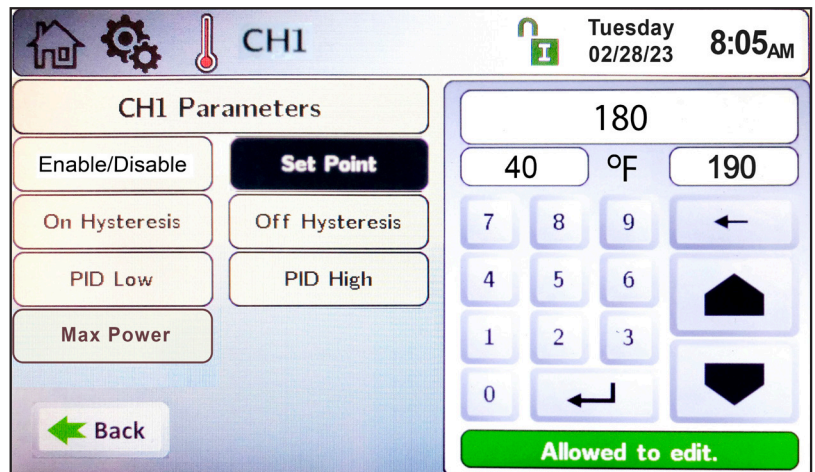 CH1
Tuesday
02/28/23
8:05AM
CH1 Parameters
Enable/Disable
Set Point
On Hysteresis
Off Hysteresis
PID Low
PID High
Max Power
Back
180
40 °F 190
7 8 9
4 5 6
1 2 3
0
Allowed to edit.
I